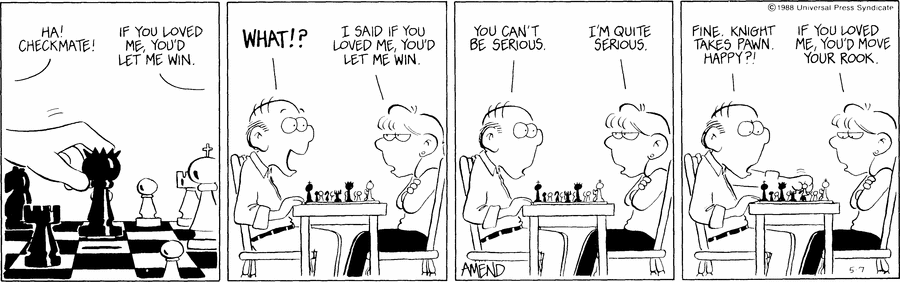 ©1988 Universal Press Syndicate
HA!
CHECKMATE!
IF YOU LOVED
ME, YOU'D
LET ME WIN.
WHAT!?
I SAID IF YOU
LOVED ME, YOU'D
LET ME WIN.
YOU CAN'T
BE SERIOUS.
I'M QUITE
SERIOUS.
AMEND
FINE. KNIGHT
TAKES PAWN.
HAPPY?!
IF YOU LOVED
ME, YOU'D MOVE
YOUR ROOK.
5-7